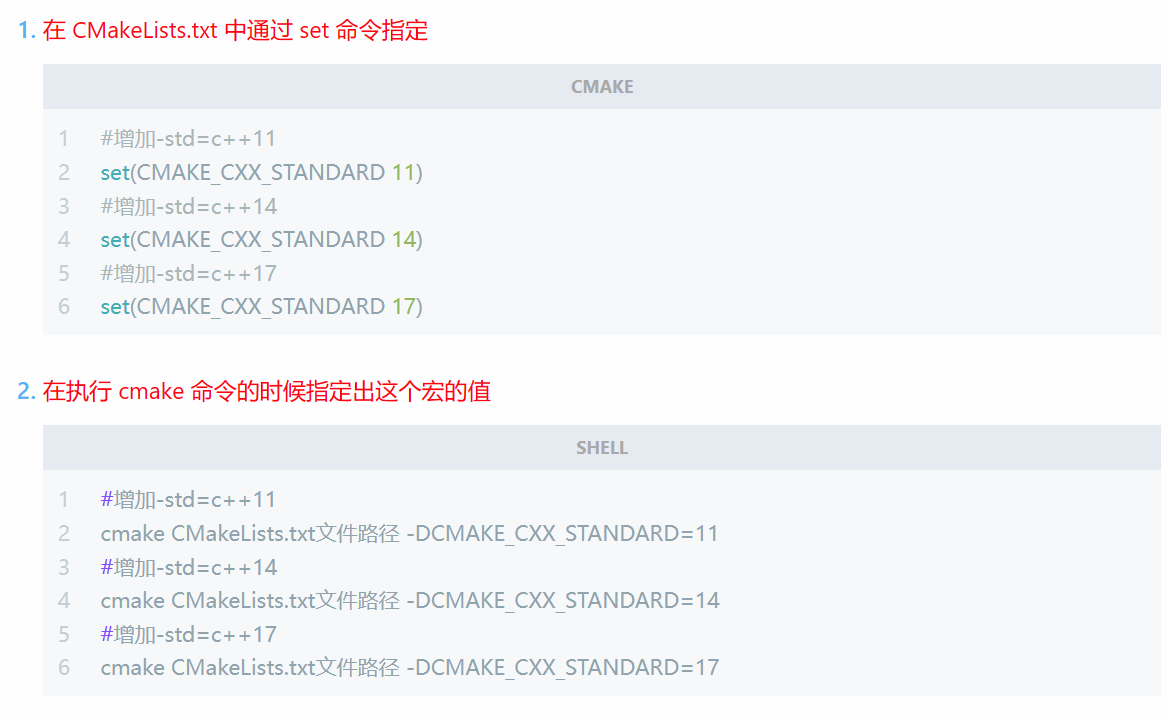 1. 在 CMakeLists.txt 中通过 set 命令指定
CMAKE
1 #增加-std=c++11
2 set(CMAKE_CXX_STANDARD 11)
3 #增加-std=c++14
4 set(CMAKE_CXX_STANDARD 14)
5 #增加-std=c++17
6 set(CMAKE_CXX_STANDARD 17)
2. 在执行 cmake 命令的时候指定出这个宏的值
SHELL
1 #增加-std=c++11
2 cmake CMakeLists.txt文件路径 -DCMAKE_CXX_STANDARD=11
3 #增加-std=c++14
4 cmake CMakeLists.txt文件路径 -DCMAKE_CXX_STANDARD=14
5 #增加-std=c++17
6 cmake CMakeLists.txt文件路径 -DCMAKE_CXX_STANDARD=17